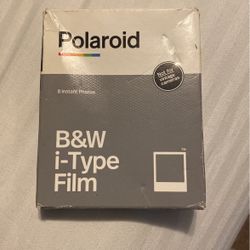 Polaroid
8 Instant Photos
Not for
vintage
cameras
B&W
i-Type
Film